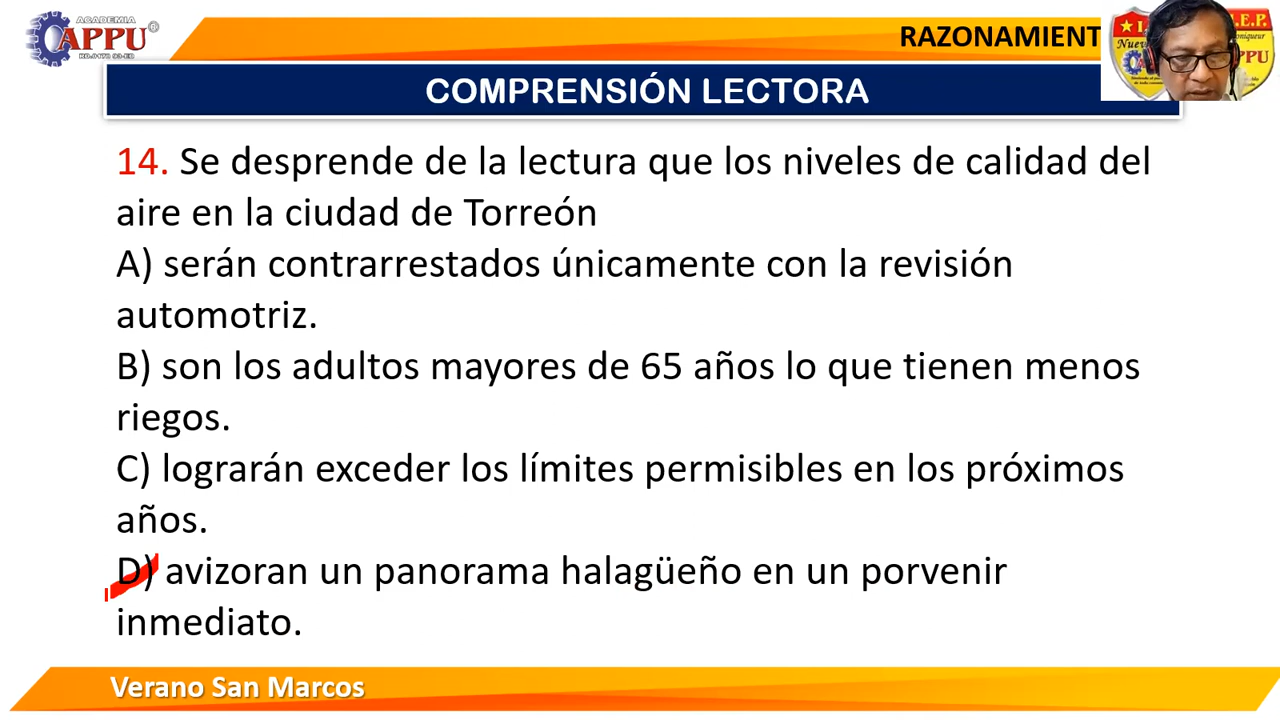 ACADEMIA
APPU
RAZONAMIENT
COMPRENSIÓN LECTORA
14. Se desprende de la lectura que los niveles de calidad del
aire en la ciudad de Torreón
A) serán contrarrestados únicamente con la revisión
automotriz.
B) son los adultos mayores de 65 años lo que tienen menos
riegos.
C) lograrán exceder los límites permisibles en los próximos
años.
D) avizoran un panorama halagüeño en un porvenir
inmediato.
Verano San Marcos